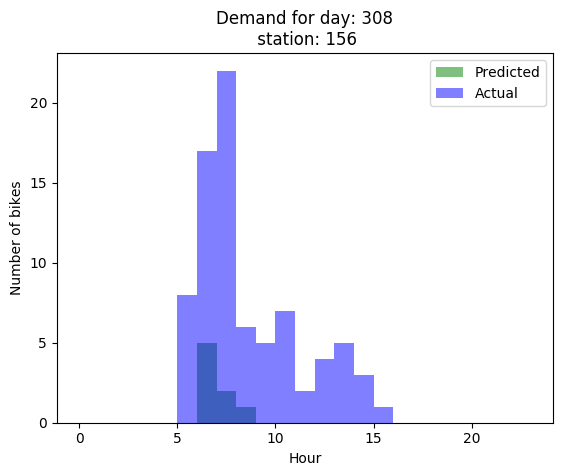 Demand for day: 308
station: 156
Predicted
Actual
Number of bikes
20
15
10
5
0
0
5
10
15
20
Hour